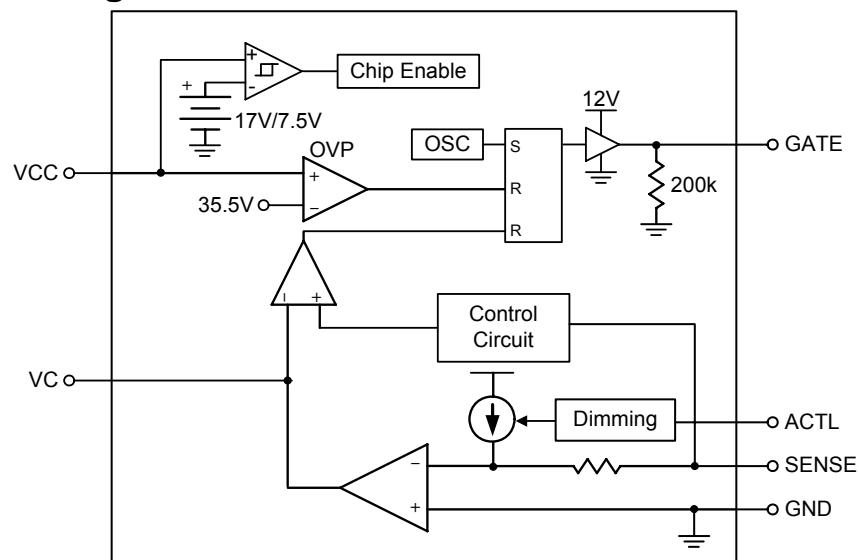 g
+
-
Chip Enable
+
17V/7.5V
12V
OVP
OSC
S
GATE
VCC
+
35.5V
−
R
200k
R
−
+
Control
Circuit
VC
Dimming
ACTL
−
SENSE
+
GND